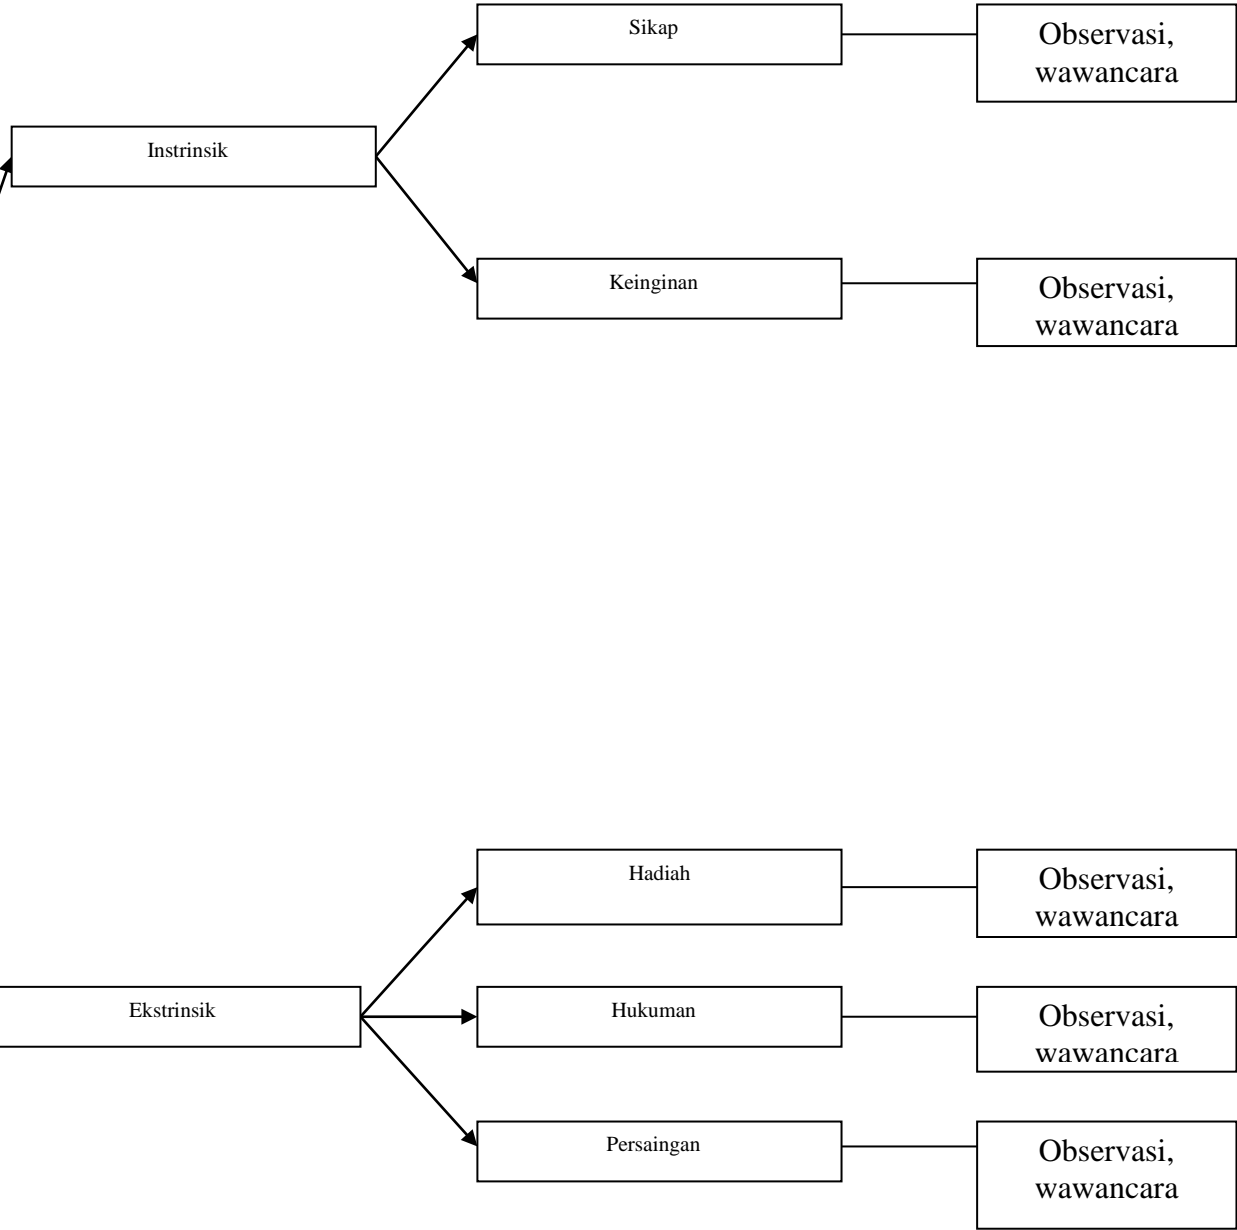 Sikap
Observasi,
wawancara
Instrinsik
Keinginan
Observasi,
wawancara
Hadiah
Observasi,
wawancara
Ekstrinsik
Hukuman
Observasi,
wawancara
Persaingan
Observasi,
wawancara